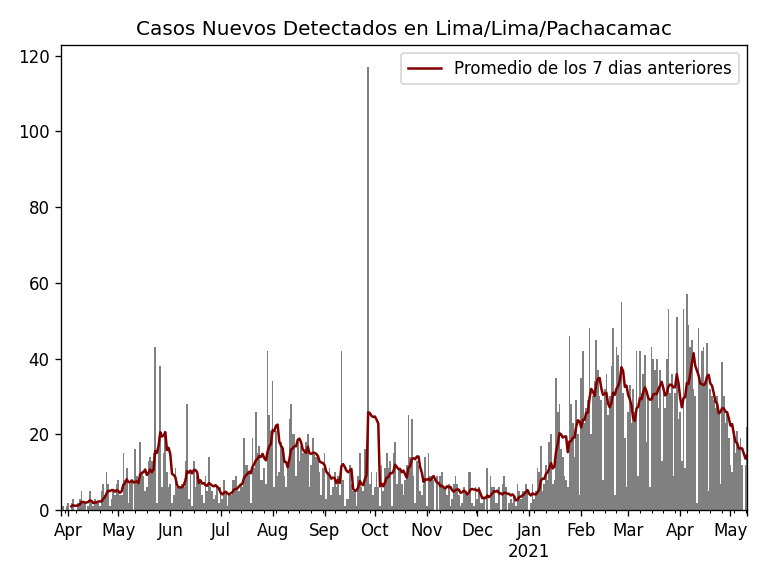 Casos Nuevos Detectados en Lima/Lima/Pachacamac
Promedio de los 7 dias anteriores
120
100
80
60
40
20
0
Apr May Jun Jul Aug Sep Oct Nov Dec Jan Feb Mar Apr May
2021